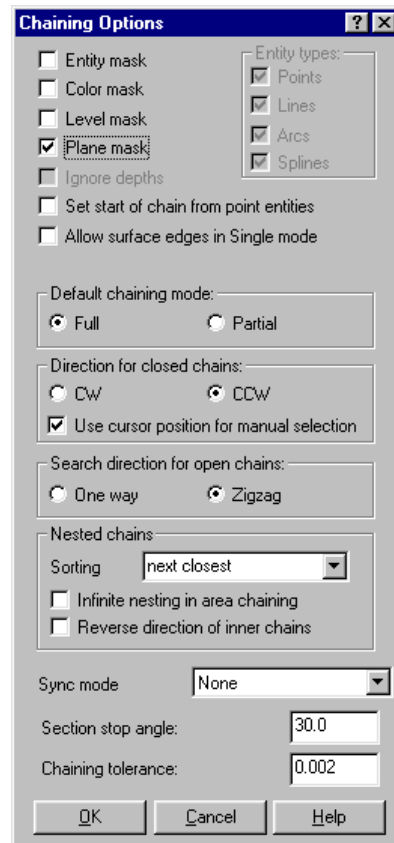 Chaining Options
Entity mask
Color mask
Level mask
Plane mask
Ignore depths
Entity types:
Points
Lines
Arcs
Splines
Set start of chain from point entities
Allow surface edges in Single mode
Default chaining mode:
Full Partial
Direction for closed chains:
CW CCW
Use cursor position for manual selection
Search direction for open chains:
One way Zigzag
Nested chains
Sorting next closest
Infinite nesting in area chaining
Reverse direction of inner chains
Sync mode None
Section stop angle: 30.0
Chaining tolerance: 0.002
OK Cancel Help